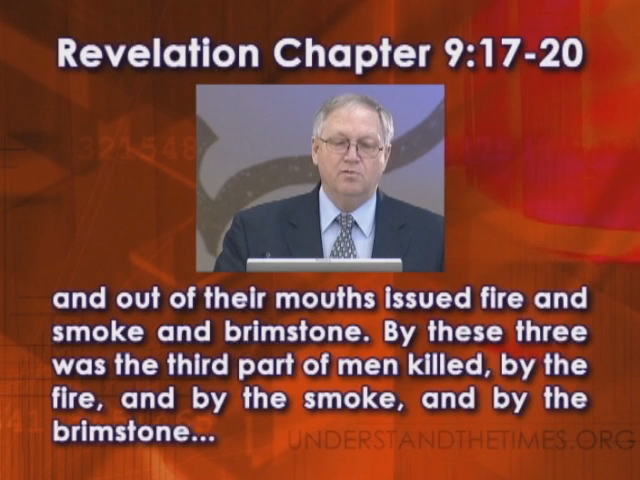 Revelation Chapter 9:17-20
321548
and out of their mouths issued fire and
smoke and brimstone. By these three
was the third part of men killed, by the
fire, and by the smoke, and by the
brimstone...
UNDERSTANDTHETIMES.ORG